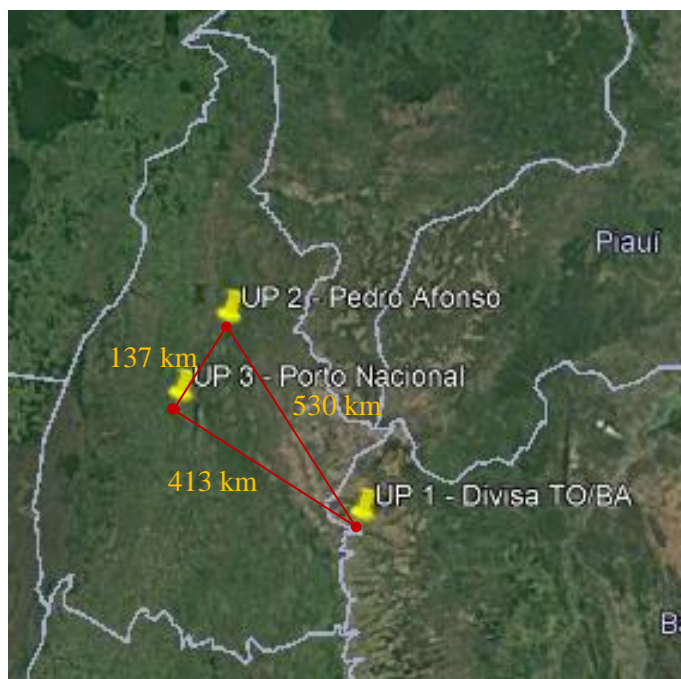 Piauí
UP 2 - Pedro Afonso
137 km
UP 3 - Porto Nacional
530 km
413 km
UP 1 - Divisa TO/BA